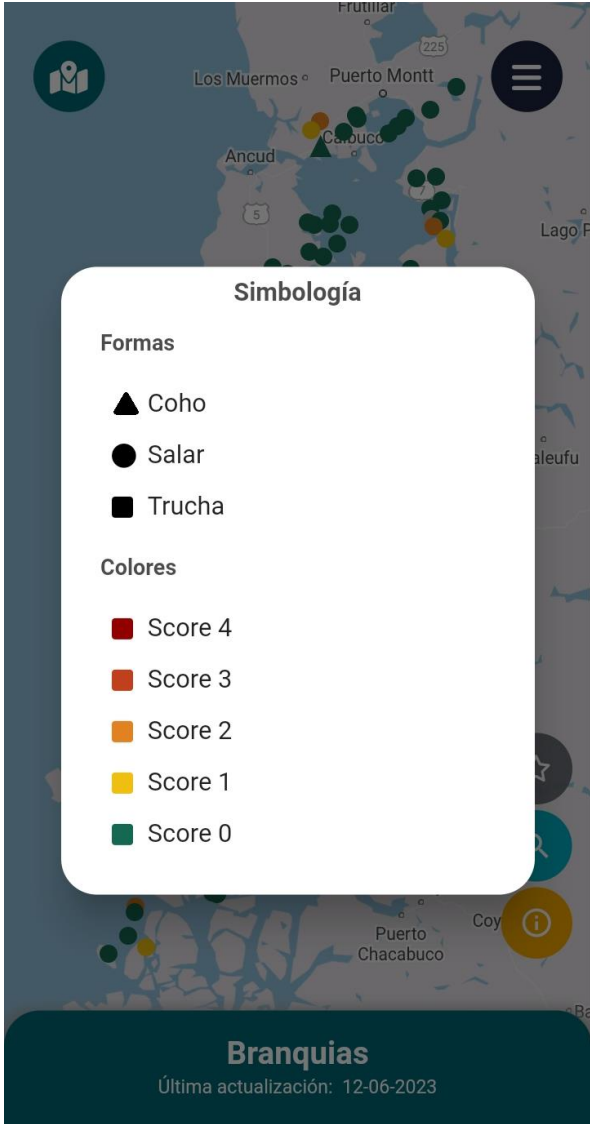 Frutillar
225
Los Muermos
Puerto Montt
Calbuco
Ancud
7
5
Lago
Simbología
Formas
Coho
Salar
Trucha
aleufu
Colores
Score 4
Score 3
Score 2
Score 1
Score 0
Coy
Puerto
Chacabuco
Ba
Branquias
Última actualización: 12-06-2023